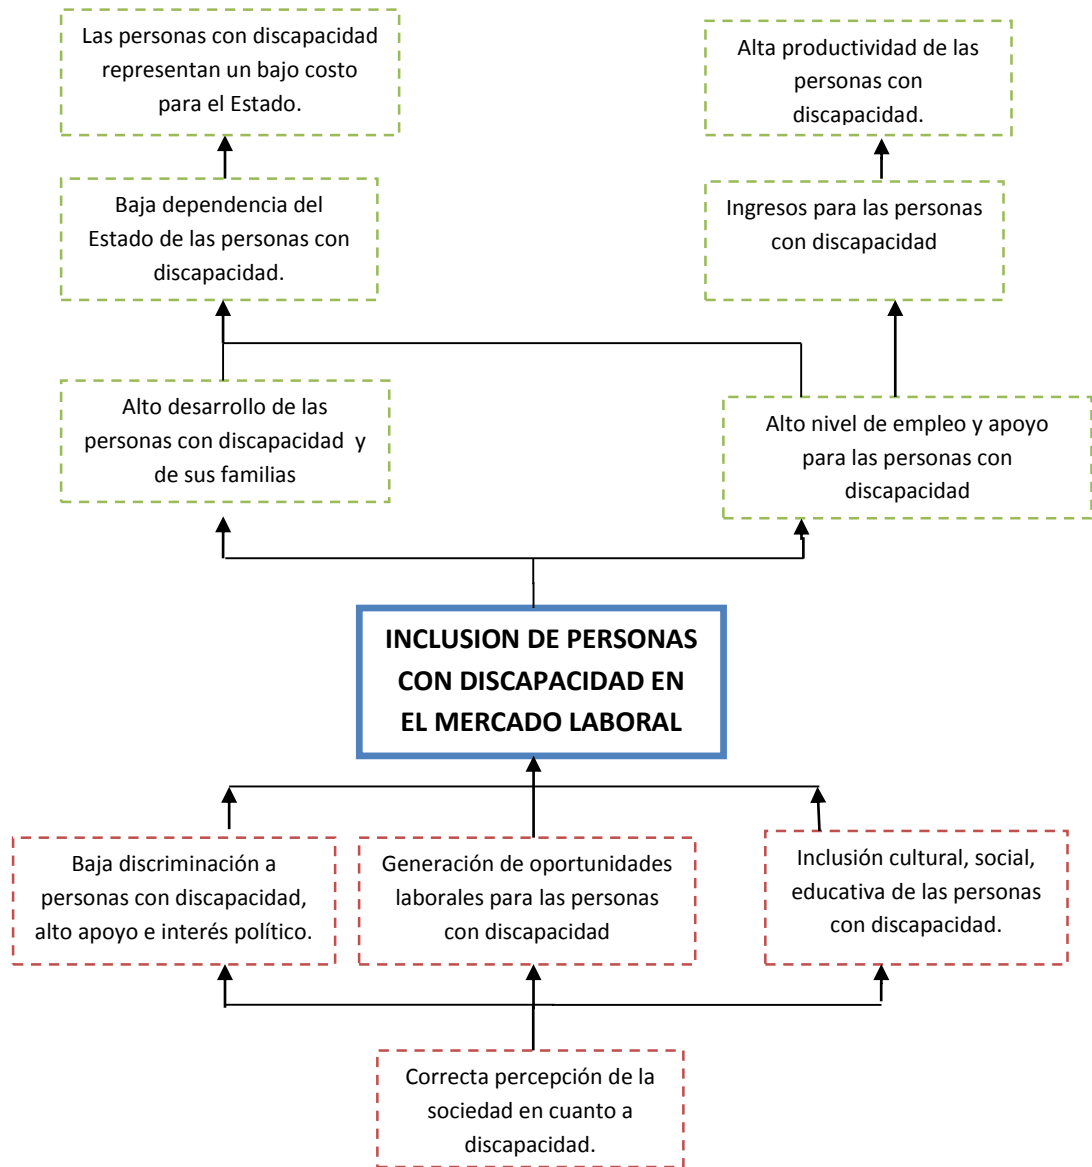 Las personas con discapacidad
representan un bajo costo
para el Estado.
Alta productividad de las
personas con
discapacidad.
Baja dependencia del
Estado de las personas con
discapacidad.
Ingresos para las personas
con discapacidad
Alto desarrollo de las
personas con discapacidad y
de sus familias
Alto nivel de empleo y apoyo
para las personas con
discapacidad
INCLUSION DE PERSONAS
CON DISCAPACIDAD EN
EL MERCADO LABORAL
Baja discriminación a
personas con discapacidad,
alto apoyo e interés político.
Generación de oportunidades
laborales para las personas
con discapacidad
Inclusión cultural, social,
educativa de las personas
con discapacidad.
Correcta percepción de la
sociedad en cuanto a
discapacidad.